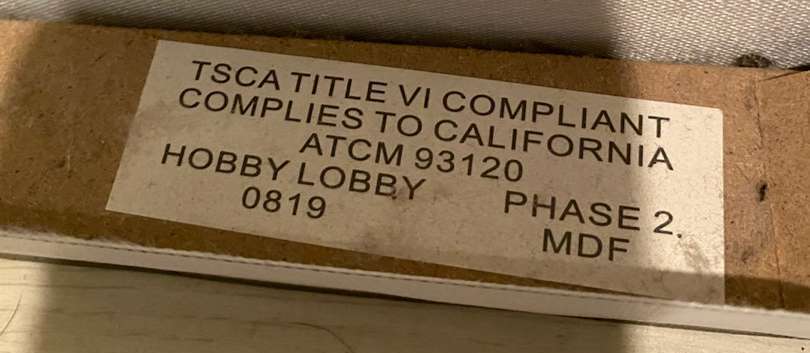 TSCA TITLE VI COMPLIANT
COMPLIES TO CALIFORNIA
ATCM 93120
HOBBY LOBBY PHASE 2.
0819 MDF